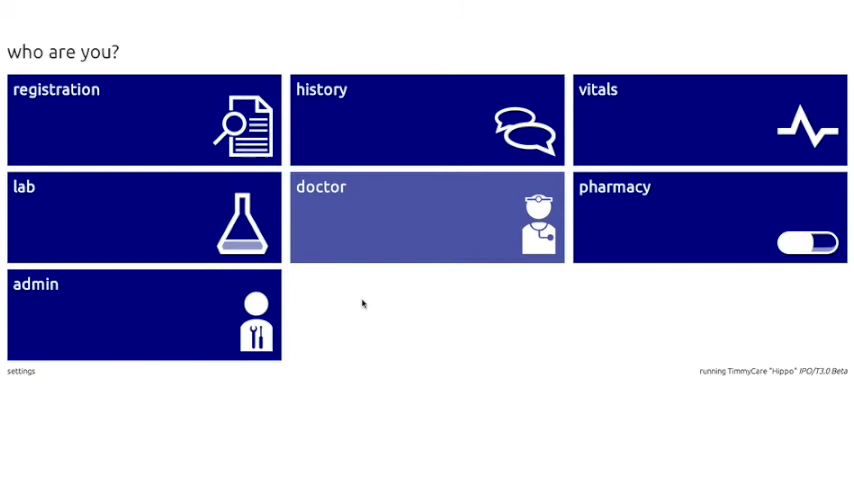 who are you?
registration
history
vitals
lab
doctor
pharmacy
admin
settings
running TimmyCare "Hippo" IPO/T3.0 Beta